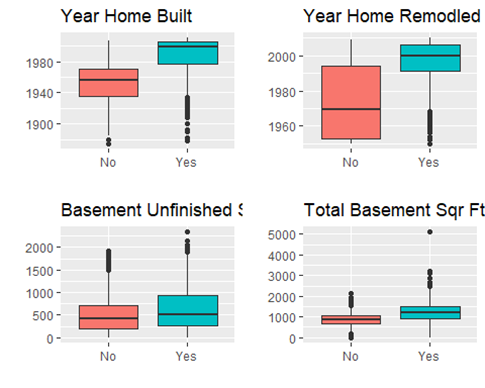 Year Home Built
1980
1940
1900
No Yes
Year Home Remodled
2000
1980
1960
No Yes
Basement Unfinished S
2000
1500
1000
500
0
No Yes
Total Basement Sqr Ft
5000
4000
3000
2000
1000
0
No Yes